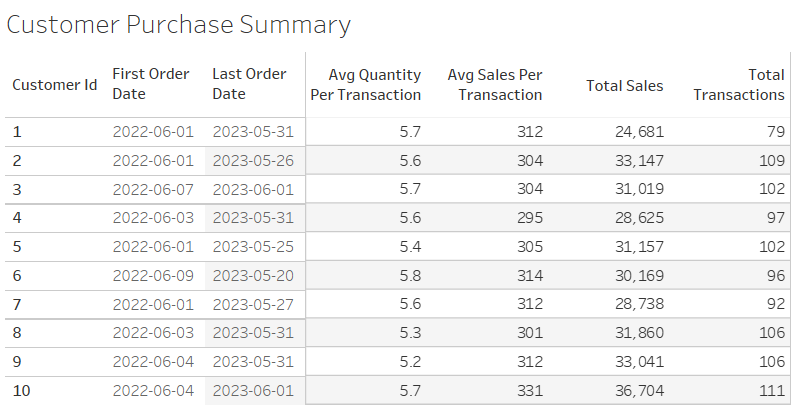 Customer Purchase Summary
Customer Id First Order Date Last Order Date Avg Quantity Per Transaction Avg Sales Per Transaction Total Sales Total Transactions
1 2022-06-01 2023-05-31 5.7 312 24,681 79
2 2022-06-01 2023-05-26 5.6 304 33,147 109
3 2022-06-07 2023-06-01 5.7 304 31,019 102
4 2022-06-03 2023-05-31 5.6 295 28,625 97
5 2022-06-01 2023-05-25 5.4 305 31,157 102
6 2022-06-09 2023-05-20 5.8 314 30,169 96
7 2022-06-01 2023-05-27 5.6 312 28,738 92
8 2022-06-03 2023-05-31 5.3 301 31,860 106
9 2022-06-04 2023-05-31 5.2 312 33,041 106
10 2022-06-04 2023-06-01 5.7 331 36,704 111